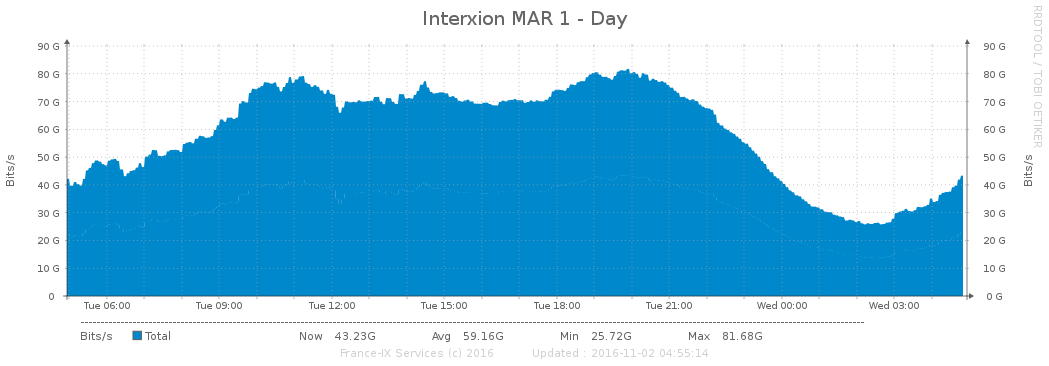 Interxion MAR 1 - Day
RRDTOOL / TOBI OETIKER
90 G 90 G
80 G 80 G
70 G 70 G
60 G 60 G
50 G 50 G
40 G 40 G
30 G 30 G
20 G 20 G
10 G 10 G
0 0 G
Bits/s
Bits/s
Tue 06:00 Tue 09:00 Tue 12:00 Tue 15:00 Tue 18:00 Tue 21:00 Wed 00:00 Wed 03:00
Bits/s Total Now 43.23G Avg 59.16G Min 25.72G Max 81.68G
France-IX Services (c) 2016 Updated : 2016-11-02 04:55:14